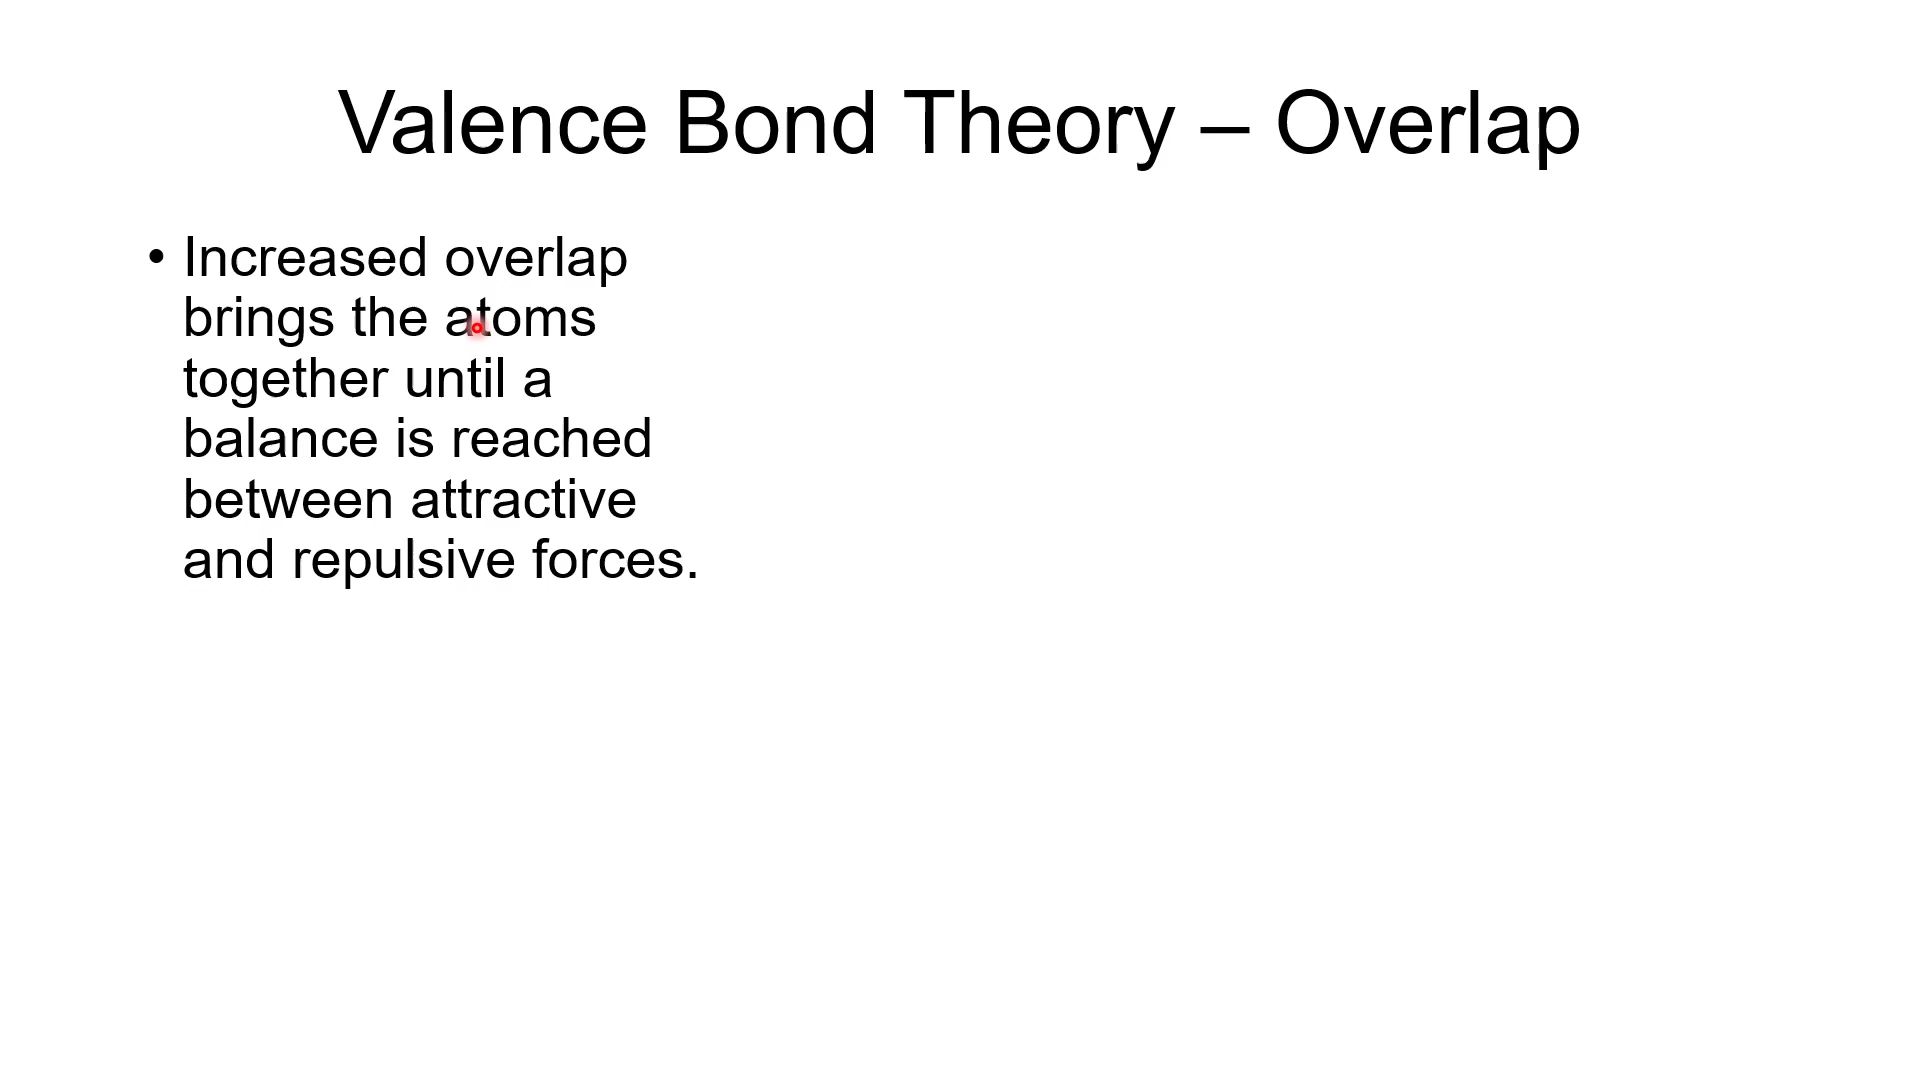 Valence Bond Theory – Overlap
• Increased overlap
brings the atoms
together until a
balance is reached
between attractive
and repulsive forces.